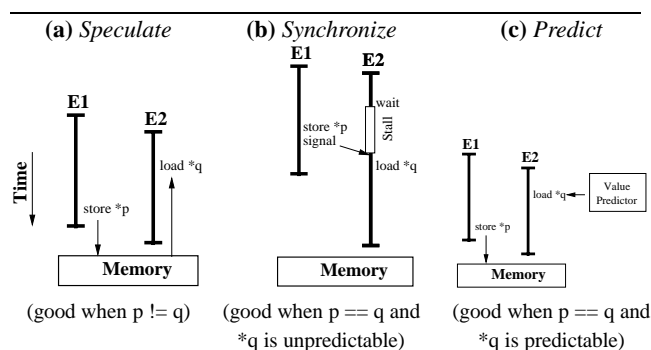 (a) Speculate
E1
E2
Time
load *q
store *p
Memory
(good when p != q)
(b) Synchronize
E1
E2
wait
Stall
store *p
signal
load *q
Memory
(good when p == q and
*q is unpredictable)
(c) Predict
E1
E2
load *q
Value
Predictor
store *p
Memory
(good when p == q and
*q is predictable)